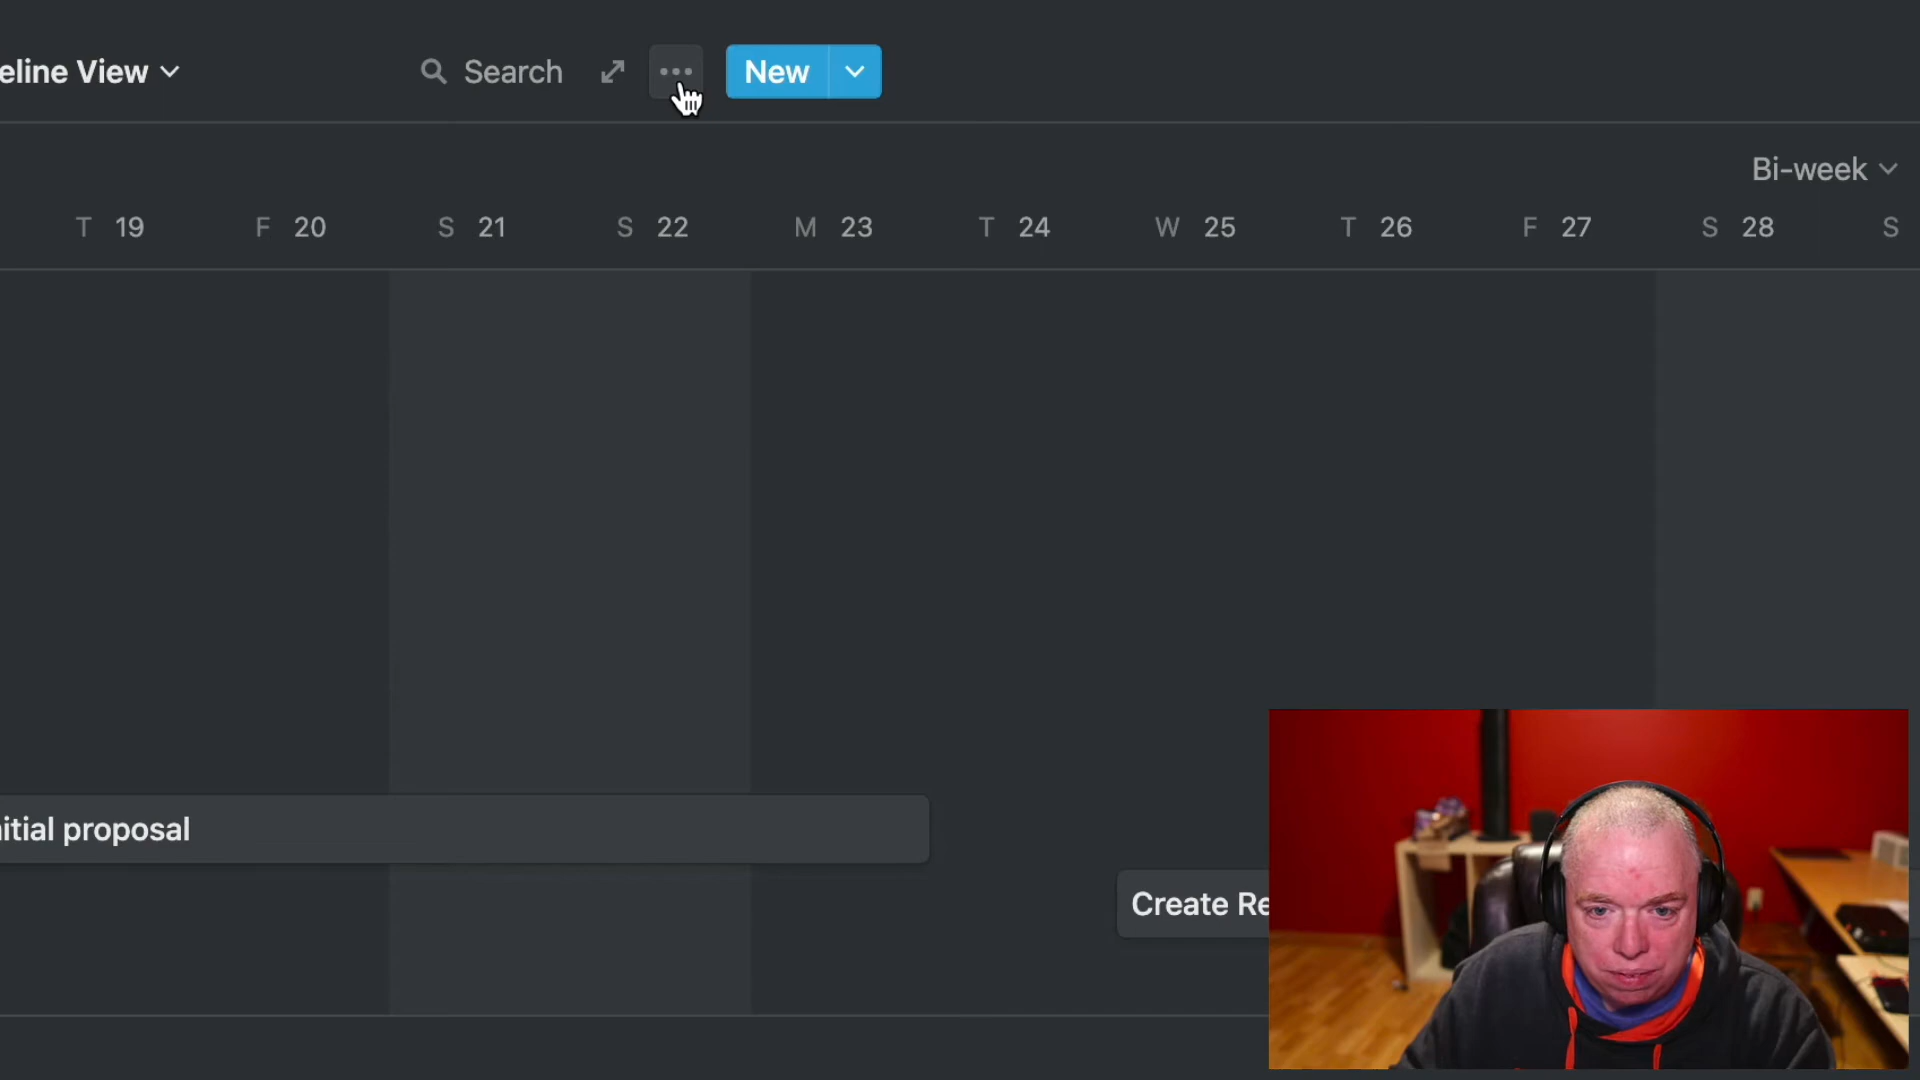 eline View
Search
New
Bi-week
T 19 F 20 S 21 S 22 M 23 T 24 W 25 T 26 F 27 S 28 S
itial proposal
Create Re